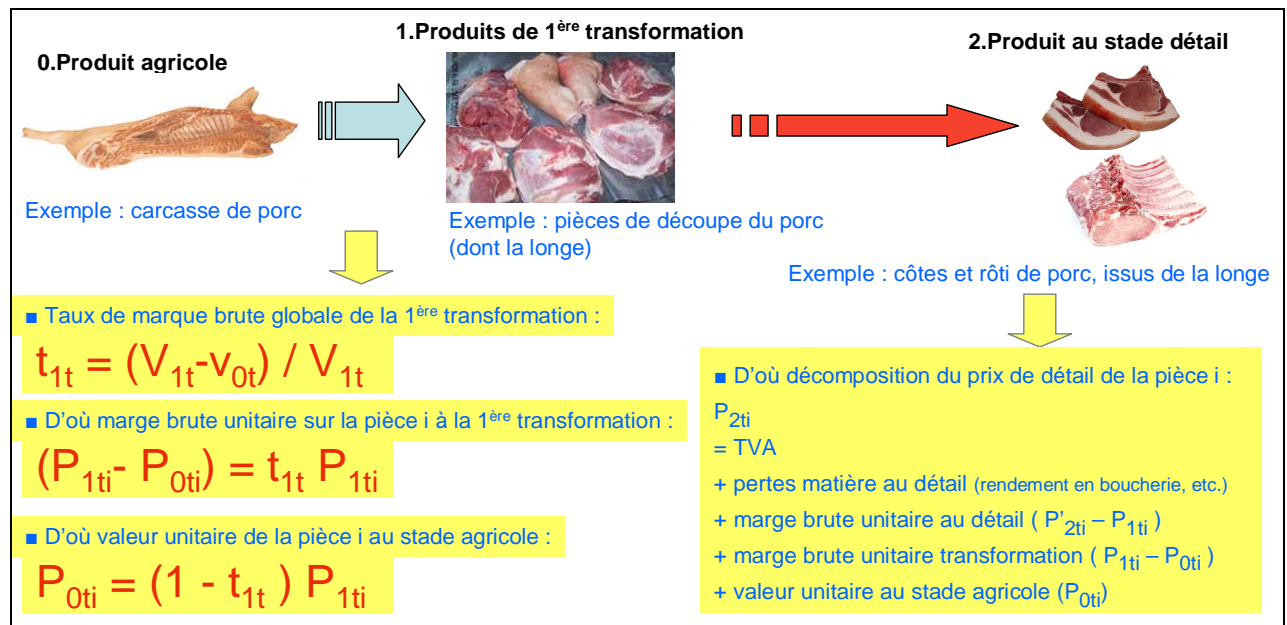 1.Produits de 1ère transformation
0.Produit agricole
2.Produit au stade détail
Exemple : carcasse de porc
Exemple : pièces de découpe du porc
(dont la longe)
Exemple : côtes et rôti de porc, issus de la longe
■ Taux de marque brute globale de la 1ère transformation :
t1t = (V1t-v0t) / V1t
■ D'où marge brute unitaire sur la pièce i à la 1ère transformation :
(P1ti- P0ti) = t1t P1ti
■ D'où valeur unitaire de la pièce i au stade agricole :
P0ti = (1 - t1t ) P1ti
■ D'où décomposition du prix de détail de la pièce i :
P2ti
= TVA
+ pertes matière au détail (rendement en boucherie, etc.)
+ marge brute unitaire au détail ( P'2ti – P1ti )
+ marge brute unitaire transformation ( P1ti – P0ti )
+ valeur unitaire au stade agricole (P0ti)